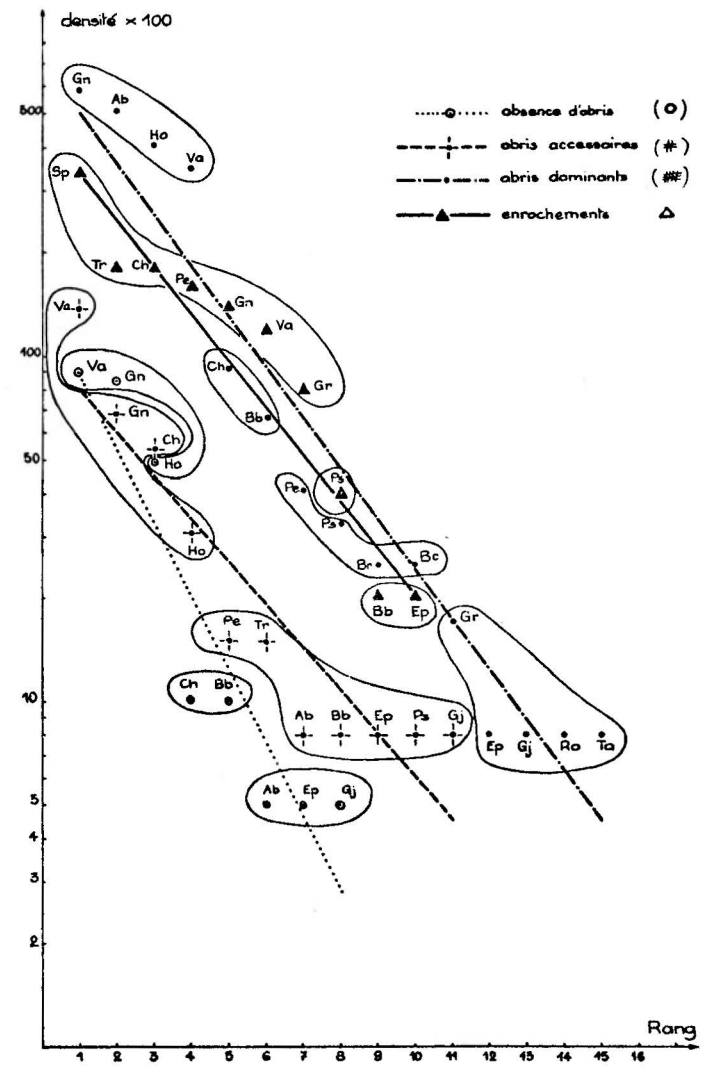 densité × 100
Gn
500
Ab
absence d'abris (O)
Ho
abris accessoires (#)
Va
Sp
abris dominants (##)
enrochements △
Tr Ch
Pe
Gn
Va
Va
100
Va Gn
Ch
Gr
Gn
Bb
Ch
50
Ho
Pe
Ps
Ps
Ho
Br Bc
Bb Ep
Pe Tr
Gr
10
Ch Bb
Ab Bb Ep Ps Gj
Ep Gj Ro Ta
5
Ab Ep Gj
4
3
2
Rang
1 2 3 4 5 6 7 8 9 10 11 12 13 14 15 16